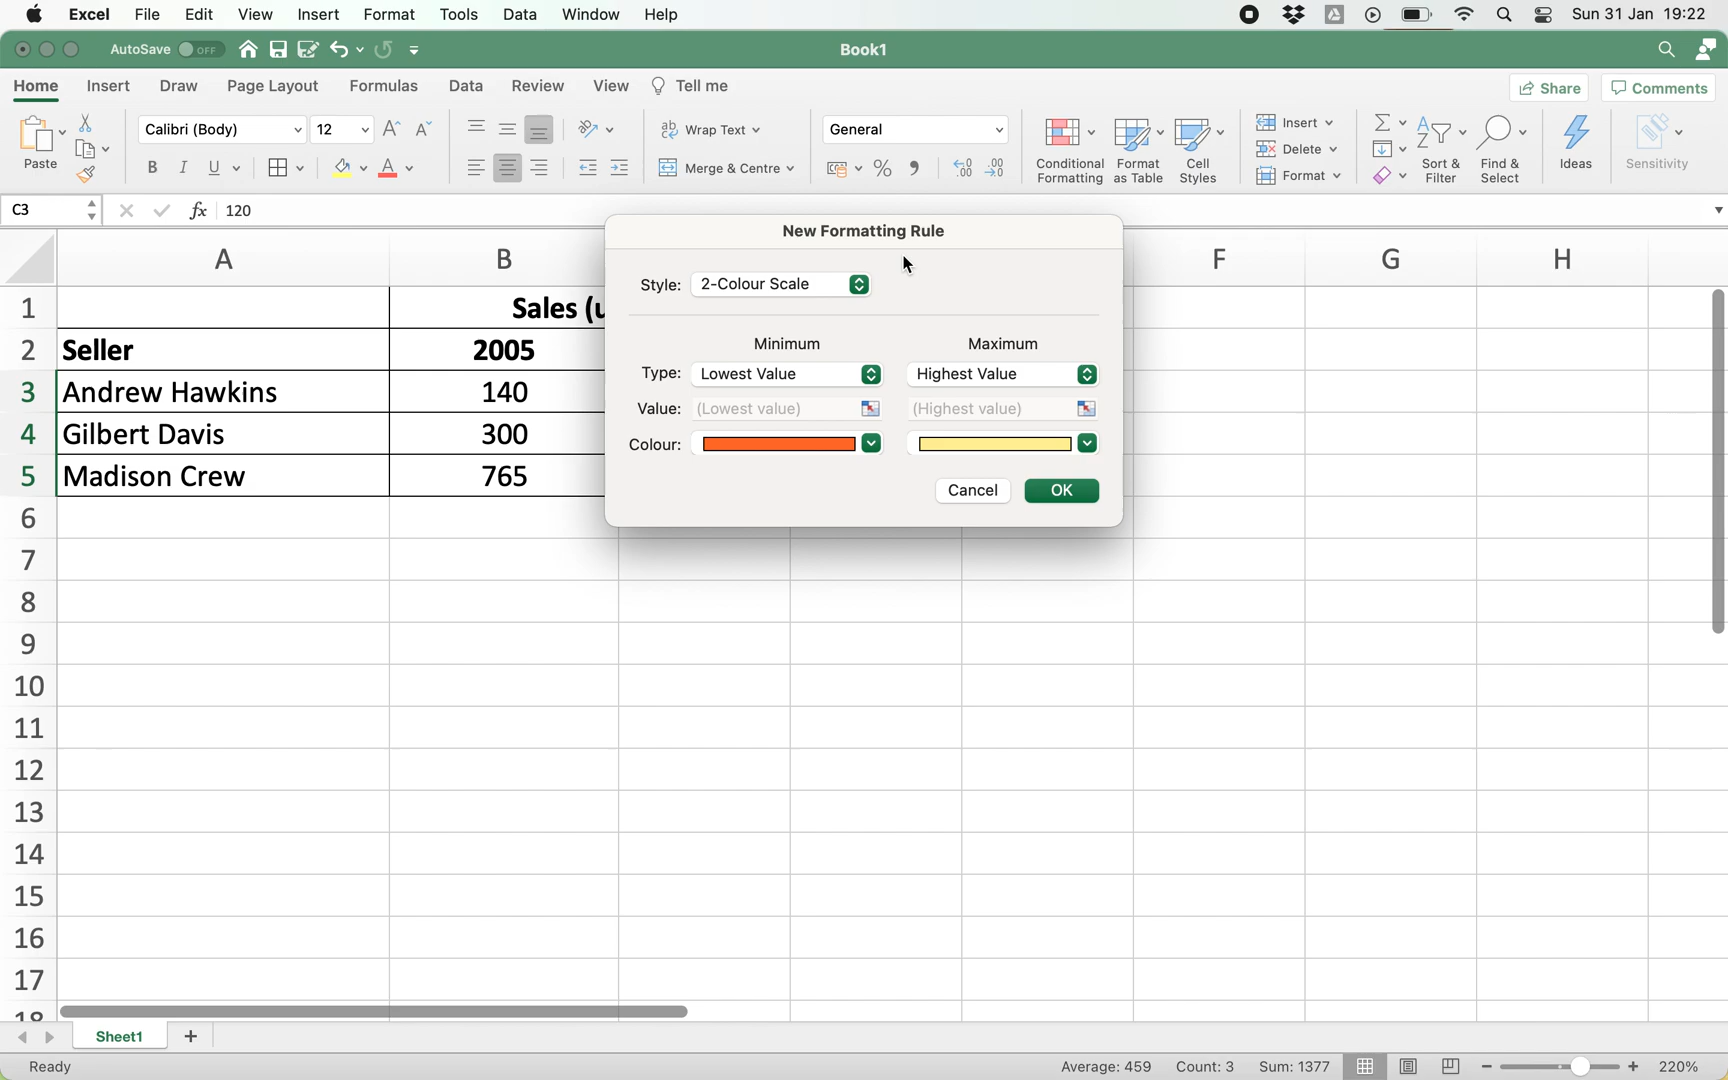 Excel File Edit View Insert Format Tools Data Window Help Sun 31 Jan 19:22
AutoSave OFF Book1
Home Insert Draw Page Layout Formulas Data Review View Tell me Share Comments
Calibri (Body) 12 Wrap Text General Insert
Paste Conditional Formatting Format as Table Cell Styles Delete Sort & Filter Find & Select Ideas Sensitivity
B I U A Merge & Centre % Format
C3 fx 120
New Formatting Rule
A B F G H
Style: 2-Colour Scale
1 Sales (u
Minimum Maximum
2 Seller 2005
Type: Lowest Value Highest Value
3 Andrew Hawkins 140
Value: (Lowest value) (Highest value)
4 Gilbert Davis 300
Colour:
5 Madison Crew 765
Cancel OK
6
7
8
9
10
11
12
13
14
15
16
17
18
Sheet1 +
Ready Average: 459 Count: 3 Sum: 1377 220%